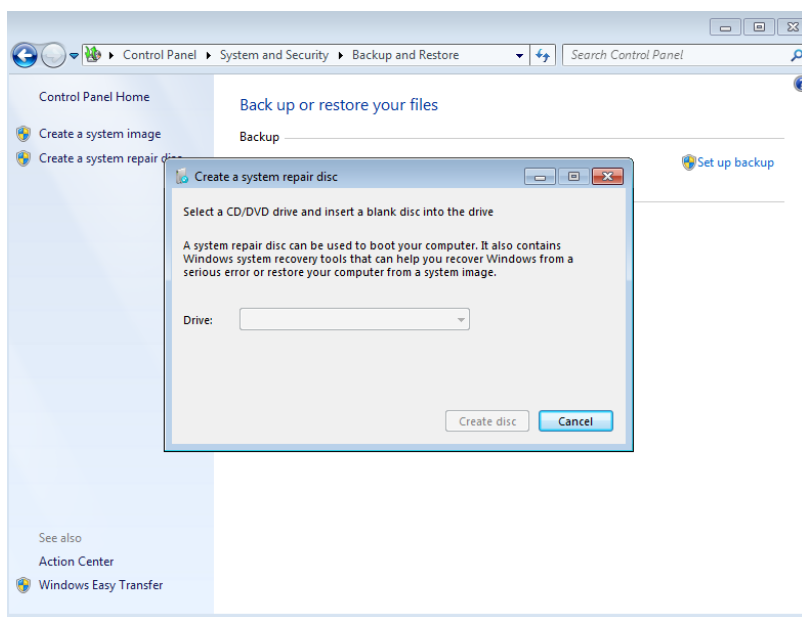 Control Panel System and Security Backup and Restore Search Control Panel
Control Panel Home
Create a system image
Create a system repair disc
Back up or restore your files
Backup
Set up backup
Create a system repair disc
Select a CD/DVD drive and insert a blank disc into the drive
A system repair disc can be used to boot your computer. It also contains
Windows system recovery tools that can help you recover Windows from a
serious error or restore your computer from a system image.
Drive:
Create disc Cancel
See also
Action Center
Windows Easy Transfer